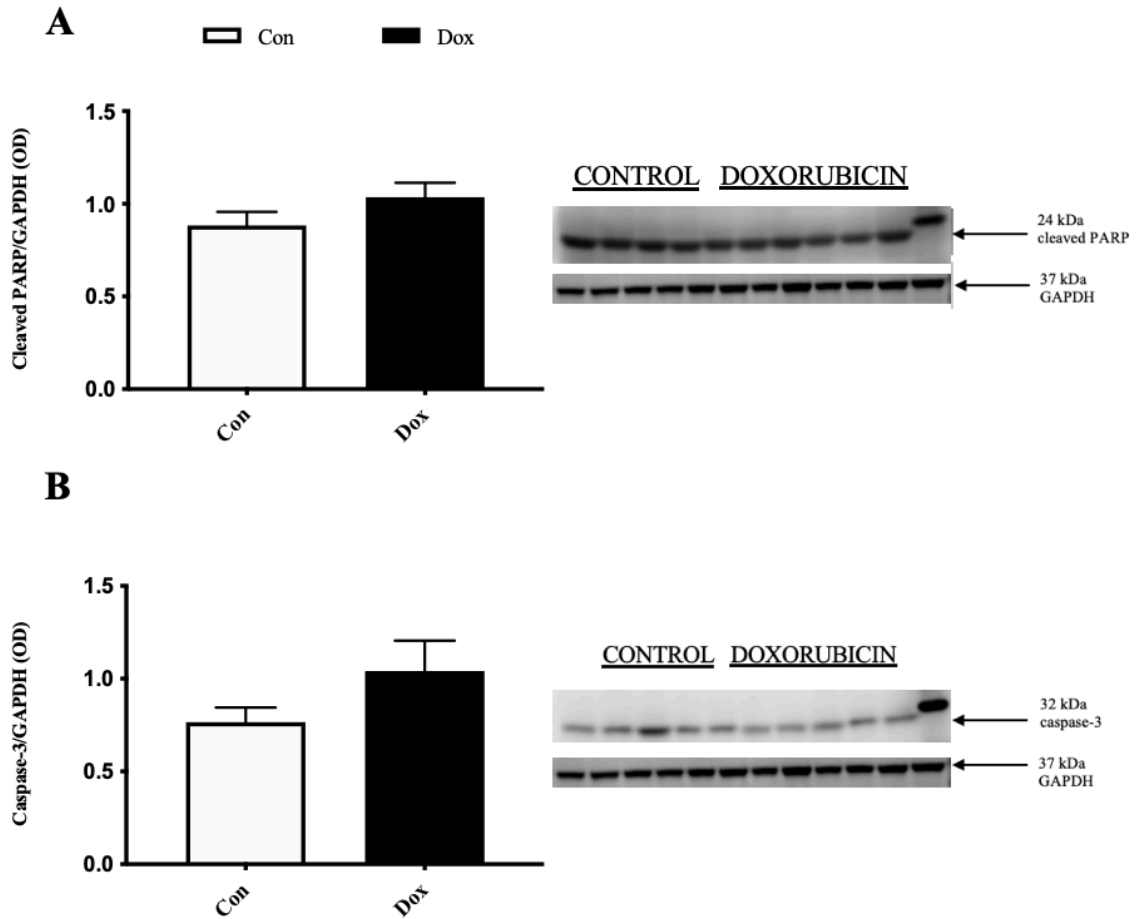 A
Con
Dox
Cleaved PARP/GAPDH (OD)
1.5
1.0
0.5
0.0
Con
Dox
CONTROL
DOXORUBICIN
24 kDa
cleaved PARP
37 kDa
GAPDH
B
Caspase-3/GAPDH (OD)
1.5
1.0
0.5
0.0
Con
Dox
CONTROL
DOXORUBICIN
32 kDa
caspase-3
37 kDa
GAPDH